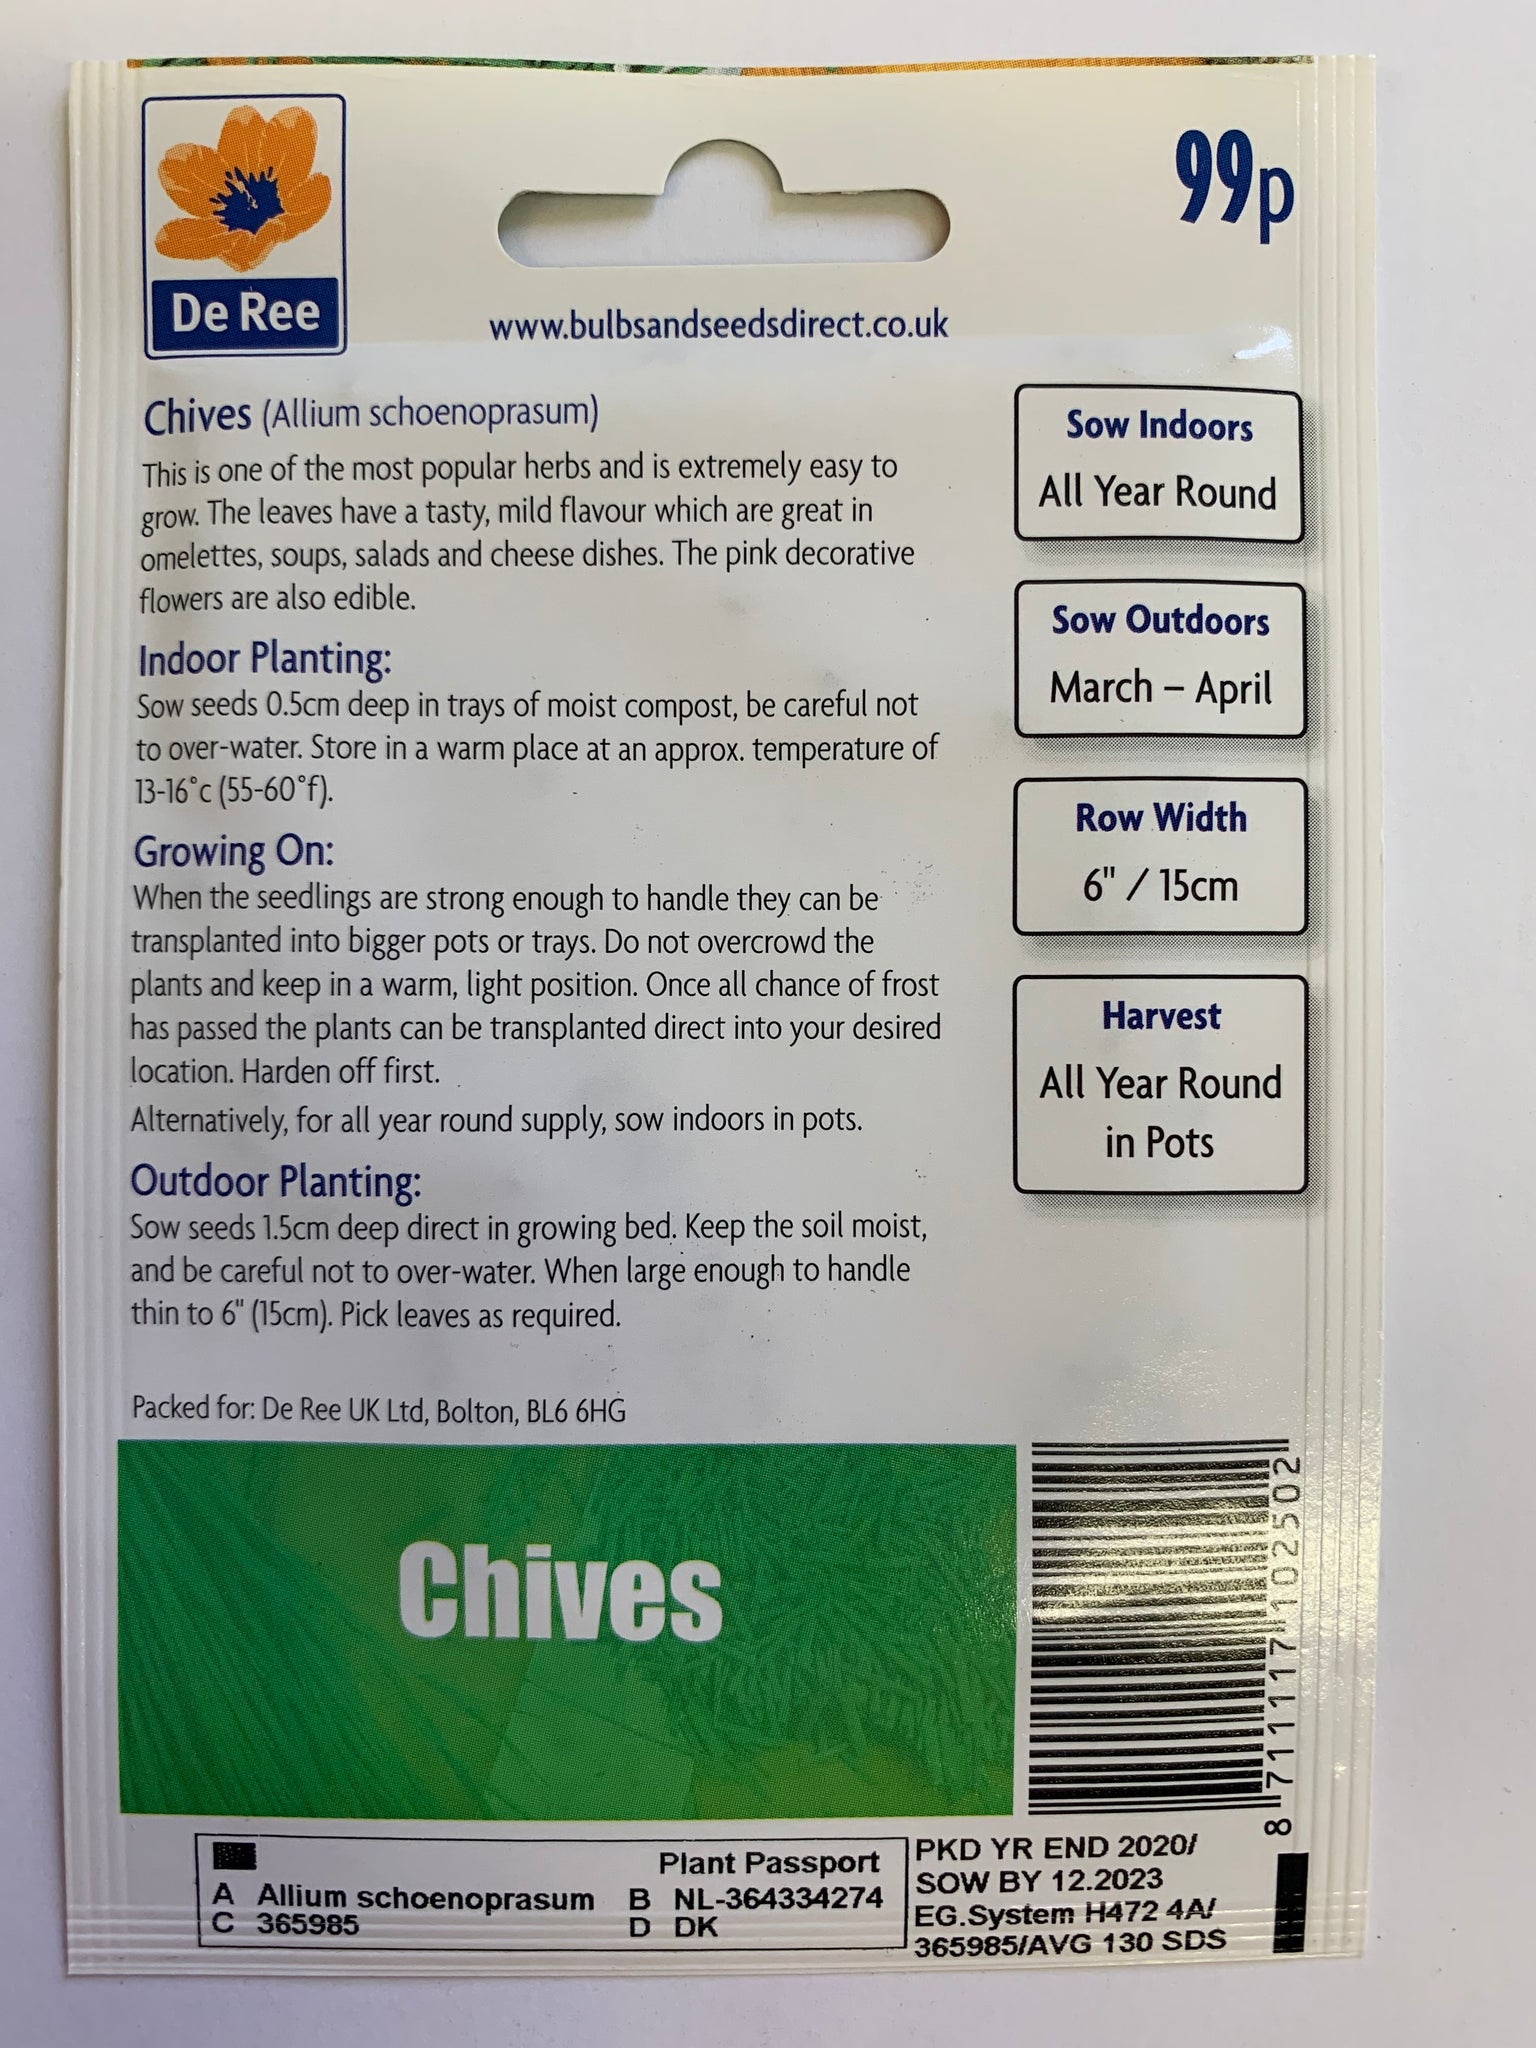 De Ree
99p
www.bulbsandseedsdirect.co.uk
Chives (Allium schoenoprasum)
This is one of the most popular herbs and is extremely easy to
grow. The leaves have a tasty, mild flavour which are great in
omelettes, soups, salads and cheese dishes. The pink decorative
flowers are also edible.
Indoor Planting:
Sow seeds 0.5cm deep in trays of moist compost, be careful not
to over-water. Store in a warm place at an approx. temperature of
13-16°c (55-60°f).
Growing On:
When the seedlings are strong enough to handle they can be
transplanted into bigger pots or trays. Do not overcrowd the
plants and keep in a warm, light position. Once all chance of frost
has passed the plants can be transplanted direct into your desired
location. Harden off first.
Alternatively, for all year round supply, sow indoors in pots.
Outdoor Planting:
Sow seeds 1.5cm deep direct in growing bed. Keep the soil moist,
and be careful not to over-water. When large enough to handle
thin to 6" (15cm). Pick leaves as required.
Packed for: De Ree UK Ltd, Bolton, BL6 6HG
Sow Indoors
All Year Round
Sow Outdoors
March – April
Row Width
6" / 15cm
Harvest
All Year Round
in Pots
Chives
8 711117 102502
Plant Passport
A Allium schoenoprasum B NL-364334274
C 365985 D DK
PKD YR END 2020/
SOW BY 12.2023
EG.System H472 4A/
365985/AVG 130 SDS